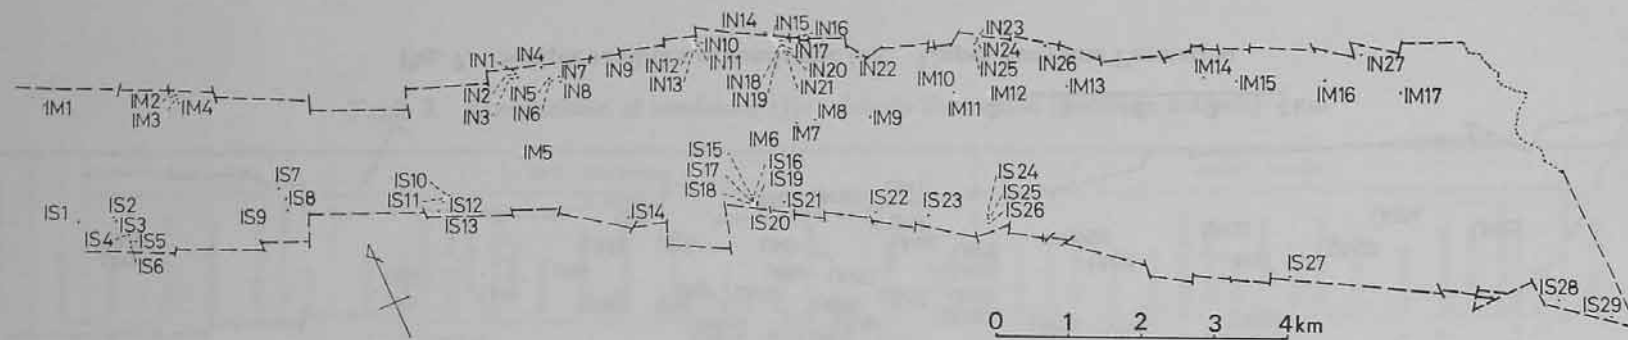 IN14 IN15 IN16 IN23
IN1 IN4 IN10 IN17 IN24
IN7 IN9 IN12 IN11 IN20 IN22 IN25 IN26 IN27
IN2 IN5 IN8 IN13 IN18 IN21 IM10 IM13 IM14 IM15
IN3 IN6 IN19 IM12 IM16 IM17
IM1 IM2 IM4 IM11
IM3 IM8 IM9
IM7
IM5 IM6
IS15 IS16
IS7 IS17 IS19 IS24
IS10 IS18 IS25
IS8 IS11 IS12 IS21 IS22 IS23 IS26
IS1 IS2 IS9 IS13 IS14 IS20
IS3
IS4 IS5
IS6 IS27
IS28
IS29
0 1 2 3 4km